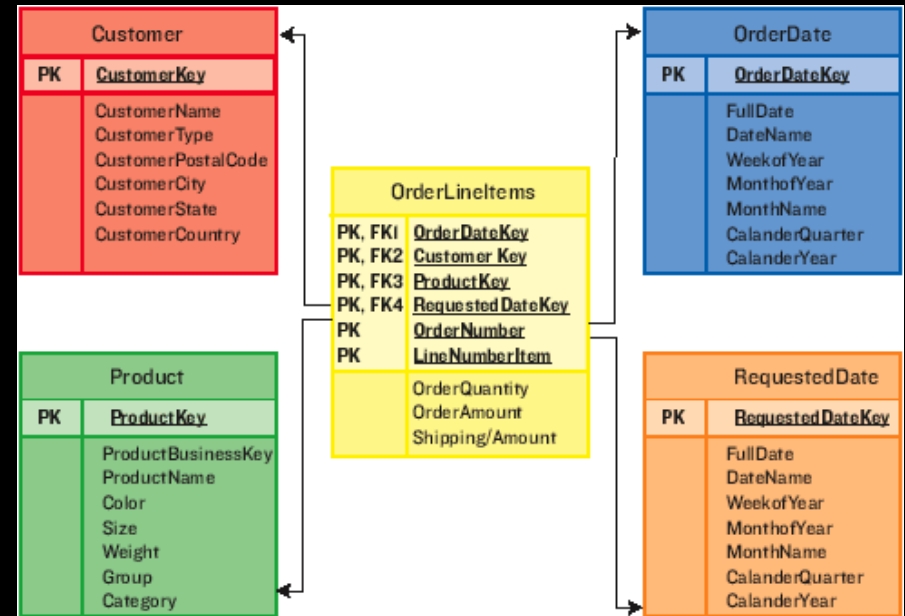 Customer
PK CustomerKey
CustomerName
CustomerType
CustomerPostalCode
CustomerCity
CustomerState
CustomerCountry
OrderDate
PK OrderDateKey
FullDate
DateName
WeekofYear
MonthofYear
MonthName
CalanderQuarter
CalanderYear
OrderLineItems
PK, FK1 OrderDateKey
PK, FK2 Customer Key
PK, FK3 ProductKey
PK, FK4 RequestedDateKey
PK OrderNumber
PK LineNumberItem
OrderQuantity
OrderAmount
Shipping/Amount
Product
PK ProductKey
ProductBusinessKey
ProductName
Color
Size
Weight
Group
Category
RequestedDate
PK RequestedDateKey
FullDate
DateName
WeekofYear
MonthofYear
MonthName
CalanderQuarter
CalanderYear